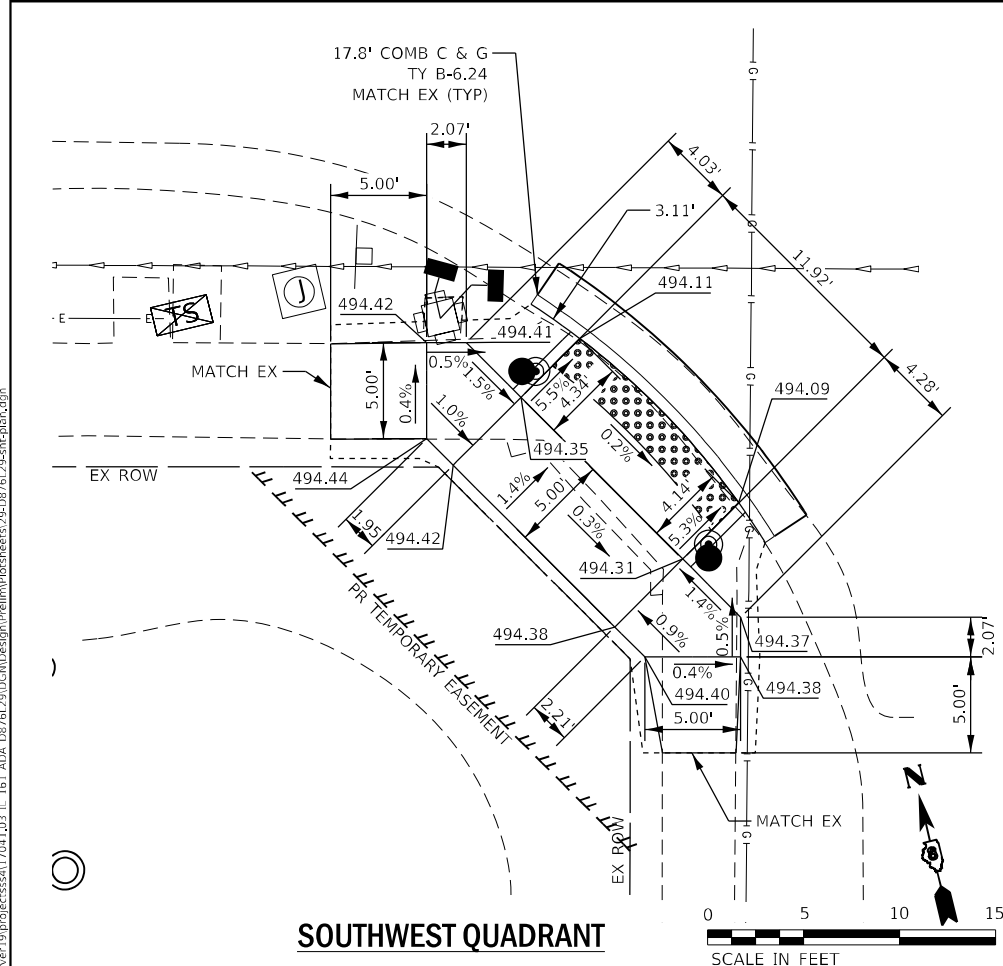 17.8' COMB C & G
TY B-6.24
MATCH EX (TYP)
2.07'
5.00'
4.03'
3.11'
11.92'
494.11
494.42
494.41
4.28'
G
G
G
G
G
G
G
G
E
E
TS
J
MATCH EX
5.00'
0.4%
0.5%
1.5%
1.0%
5.5%
4.34'
494.09
494.35
0.2%
EX ROW
494.44
494.42
1.95'
1.4%
5.00'
0.3%
4.14'
5.3%
494.31
PR TEMPORARY EASEMENT
494.38
0.9%
1.4%
0.5%
494.37
2.07'
0.4%
494.40
494.38
5.00'
5.00'
2.21'
MATCH EX
EX ROW
N
SOUTHWEST QUADRANT
0 5 10 15
SCALE IN FEET